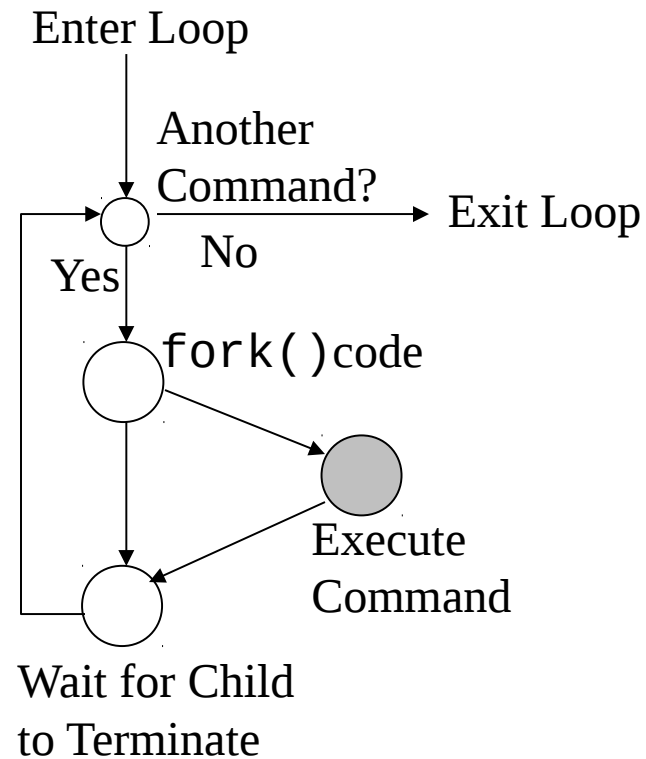 Enter Loop
Another
Command?
Exit Loop
No
Yes
fork()code
Execute
Command
Wait for Child
to Terminate